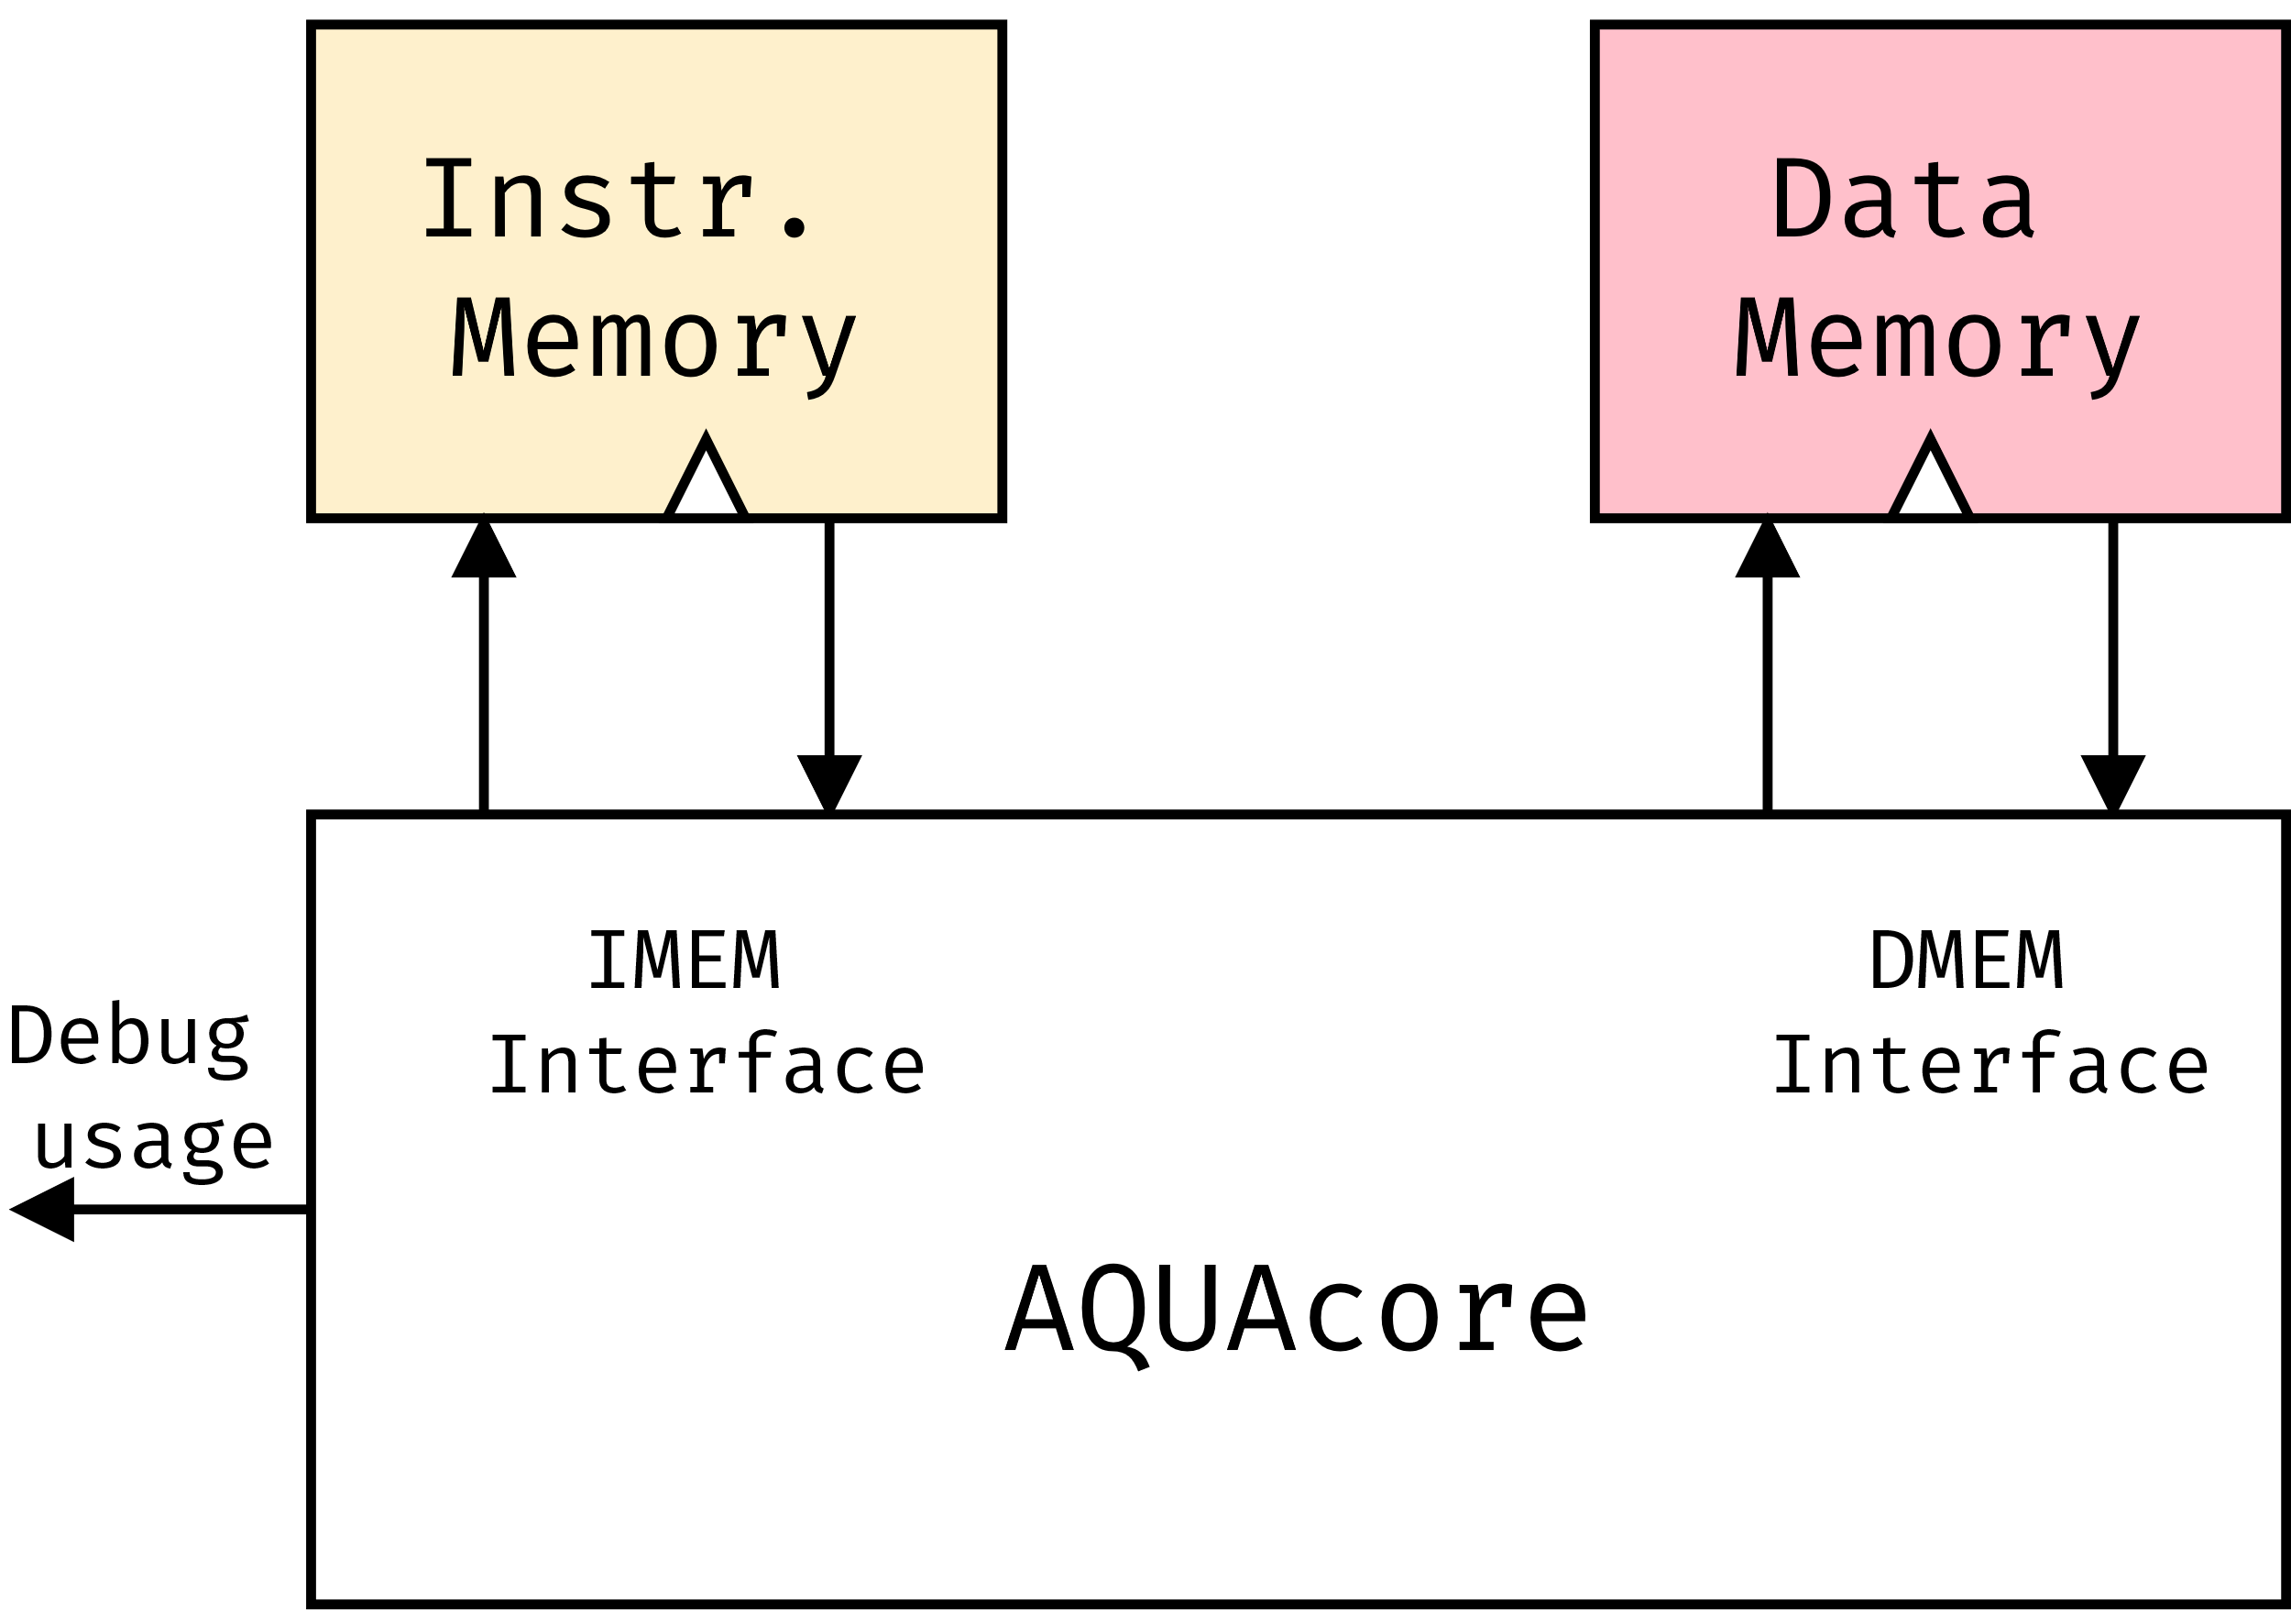 Instr.
Memory
Data
Memory
IMEM
Interface
DMEM
Interface
Debug
usage
AQUAcore